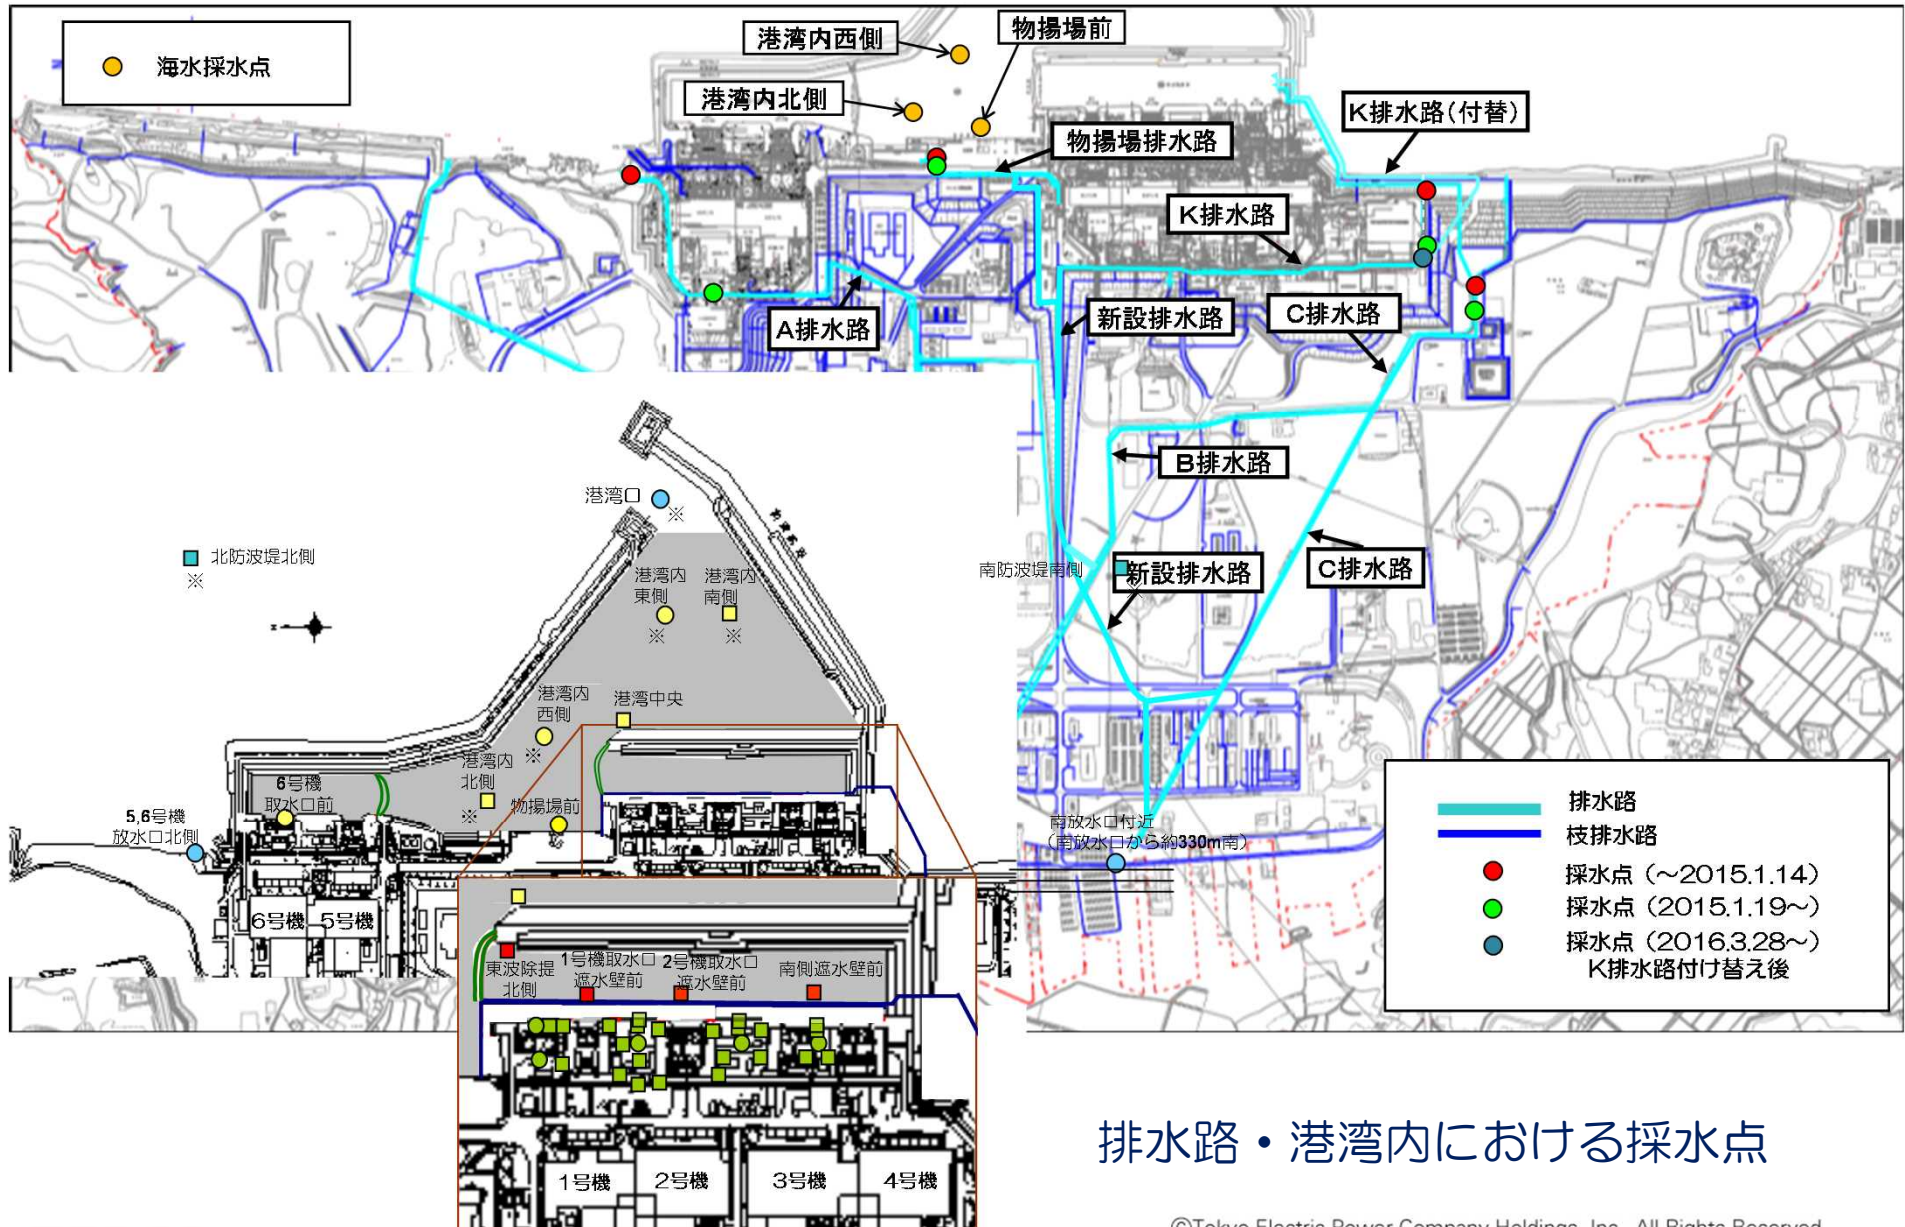 海水採水点
港湾内西側
物揚場前
港湾内北側
K排水路(付替)
物揚場排水路
K排水路
A排水路
新設排水路
C排水路
B排水路
新設排水路
C排水路
港湾口
※
北防波堤北側
※
港湾内
東側
※
港湾内
南側
※
南防波堤南側
※
港湾内
西側
※
港湾中央
港湾内
北側
※
物揚場前
6号機
取水口前
5,6号機
放水口北側
6号機
5号機
南放水口付近
(南放水口から約330m南)
東波除堤
北側
1号機取水口
遮水壁前
2号機取水口
遮水壁前
南側遮水壁前
1号機
2号機
3号機
4号機
排水路
枝排水路
採水点(~2015.1.14)
採水点(2015.1.19~)
採水点(2016.3.28~)
K排水路付け替え後
排水路・港湾内における採水点
©Tokyo Electric Power Company Holdings, Inc. All Rights Reserved.